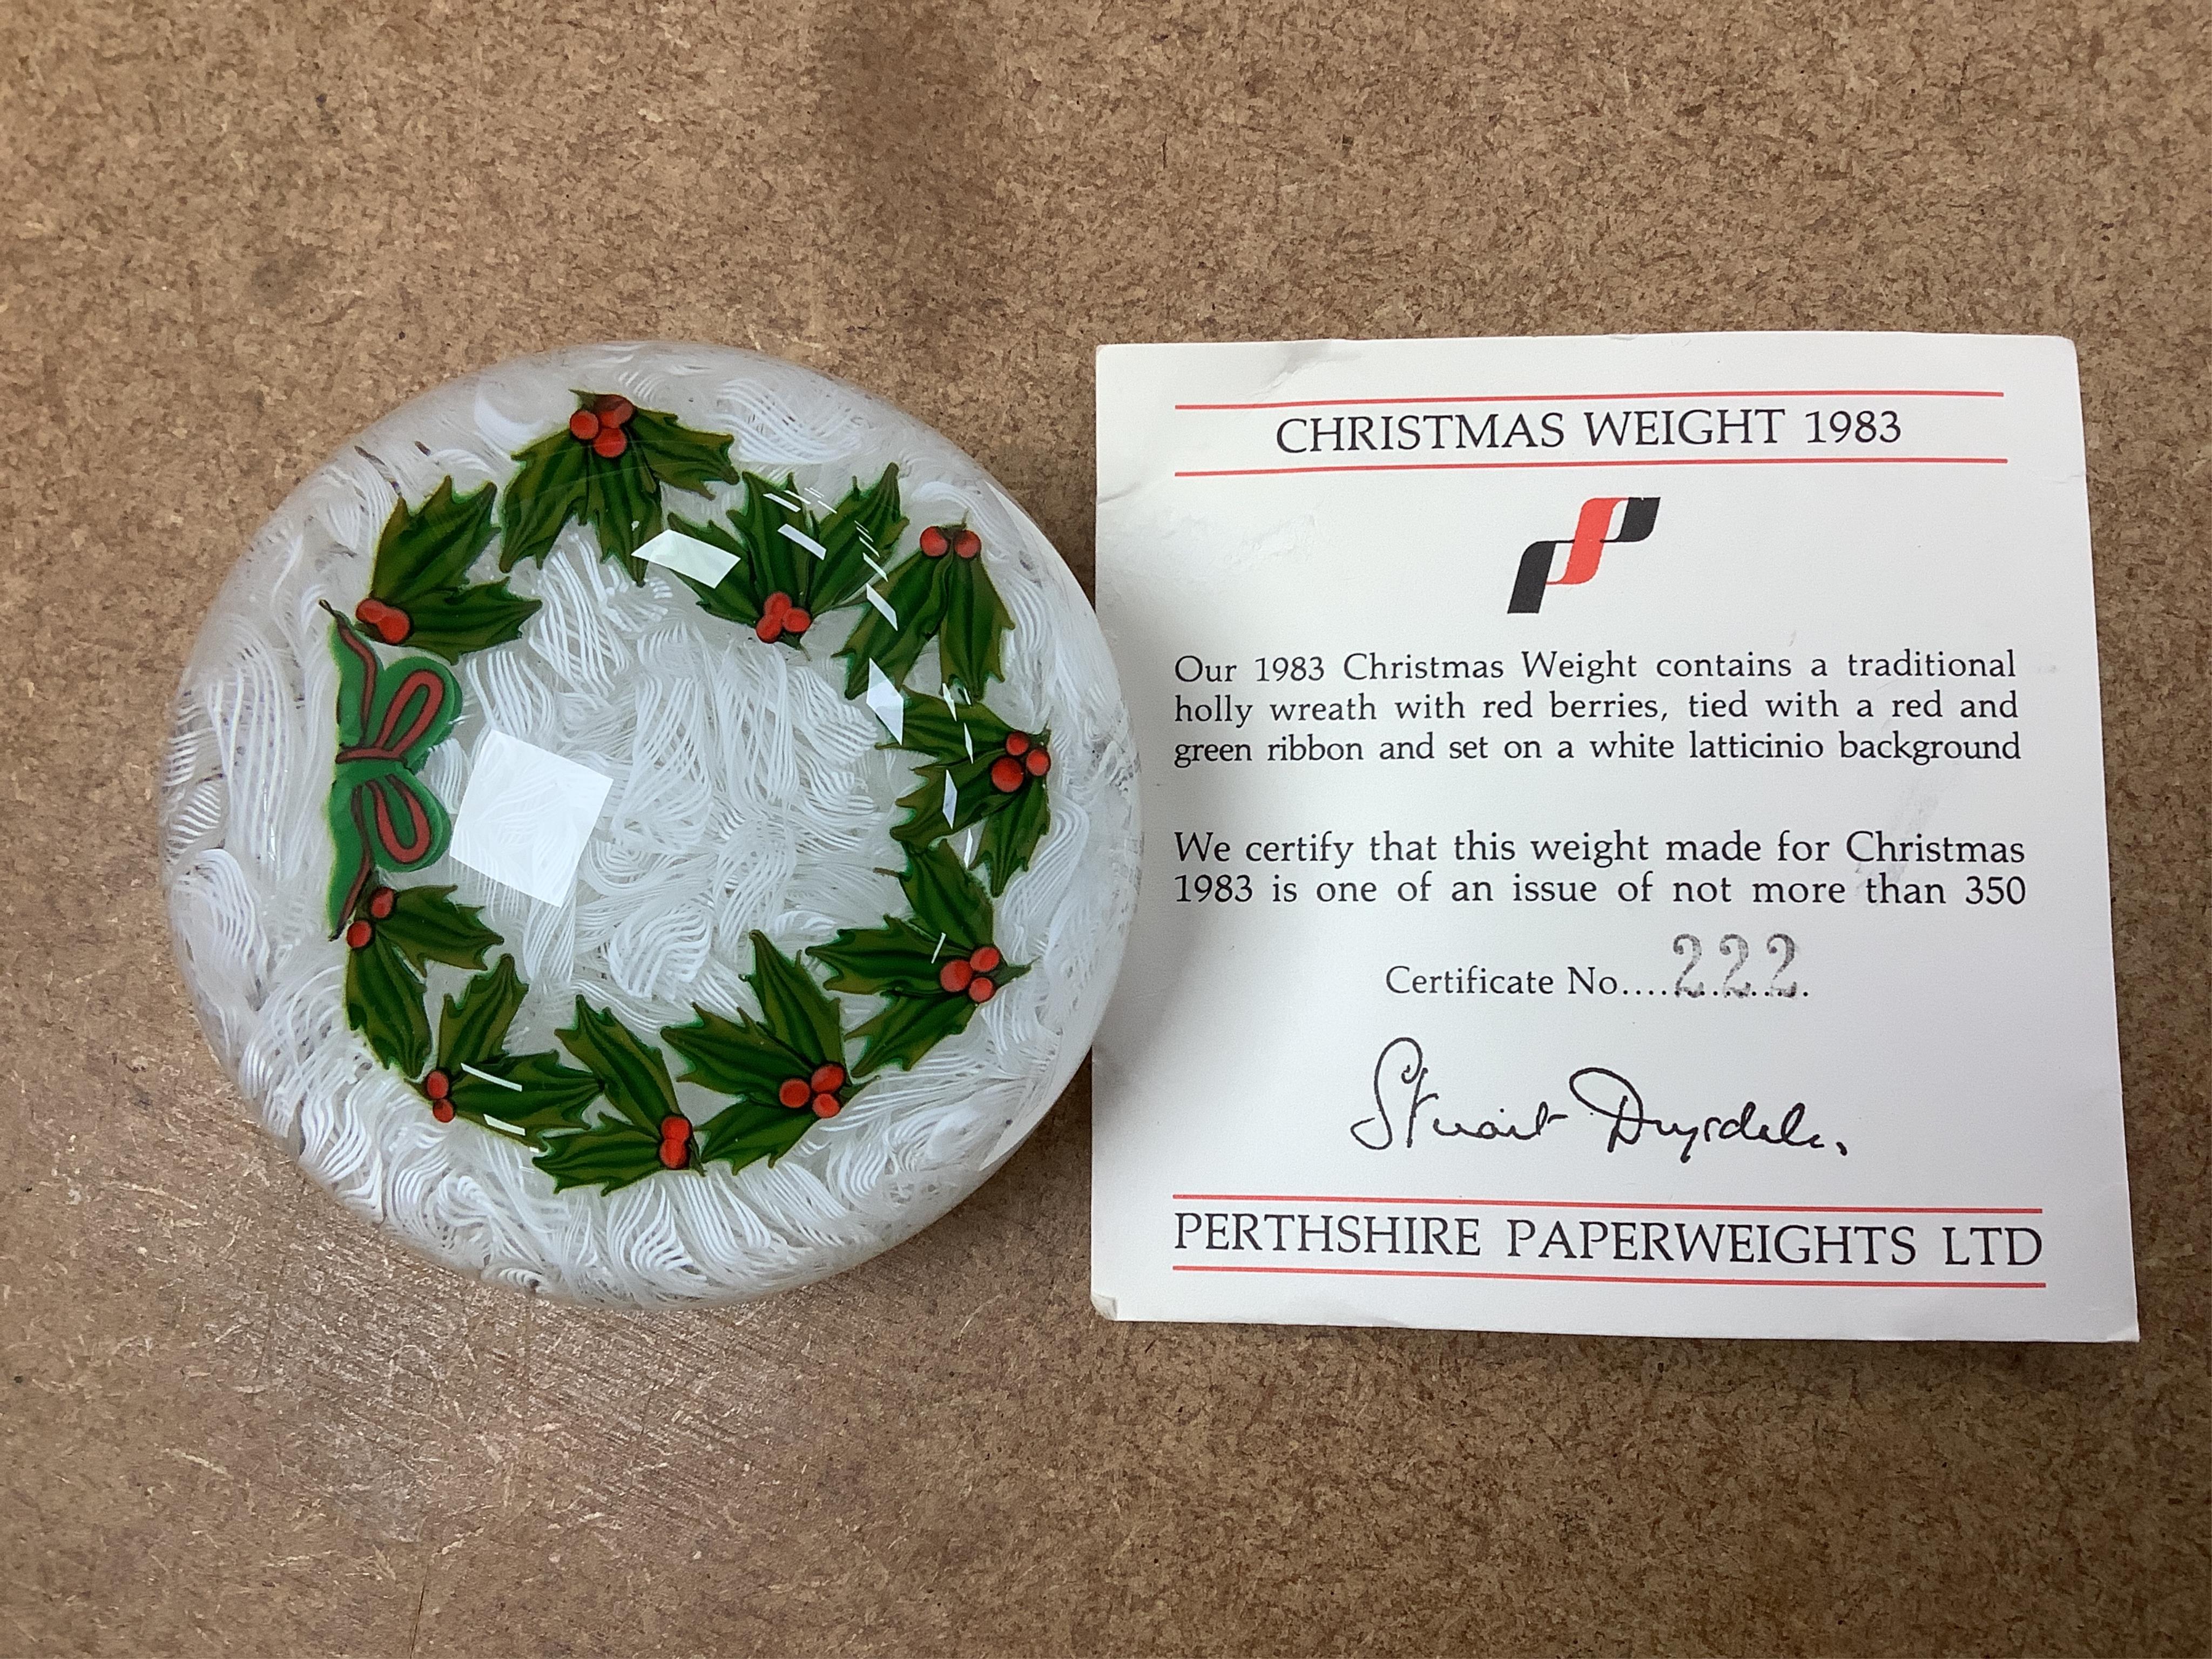 CHRISTMAS WEIGHT 1983
Our 1983 Christmas Weight contains a traditional
holly wreath with red berries, tied with a red and
green ribbon and set on a white latticinio background
We certify that this weight made for Christmas
1983 is one of an issue of not more than 350
Certificate No....222.
Stuart Drysdale.
PERTHSHIRE PAPERWEIGHTS LTD